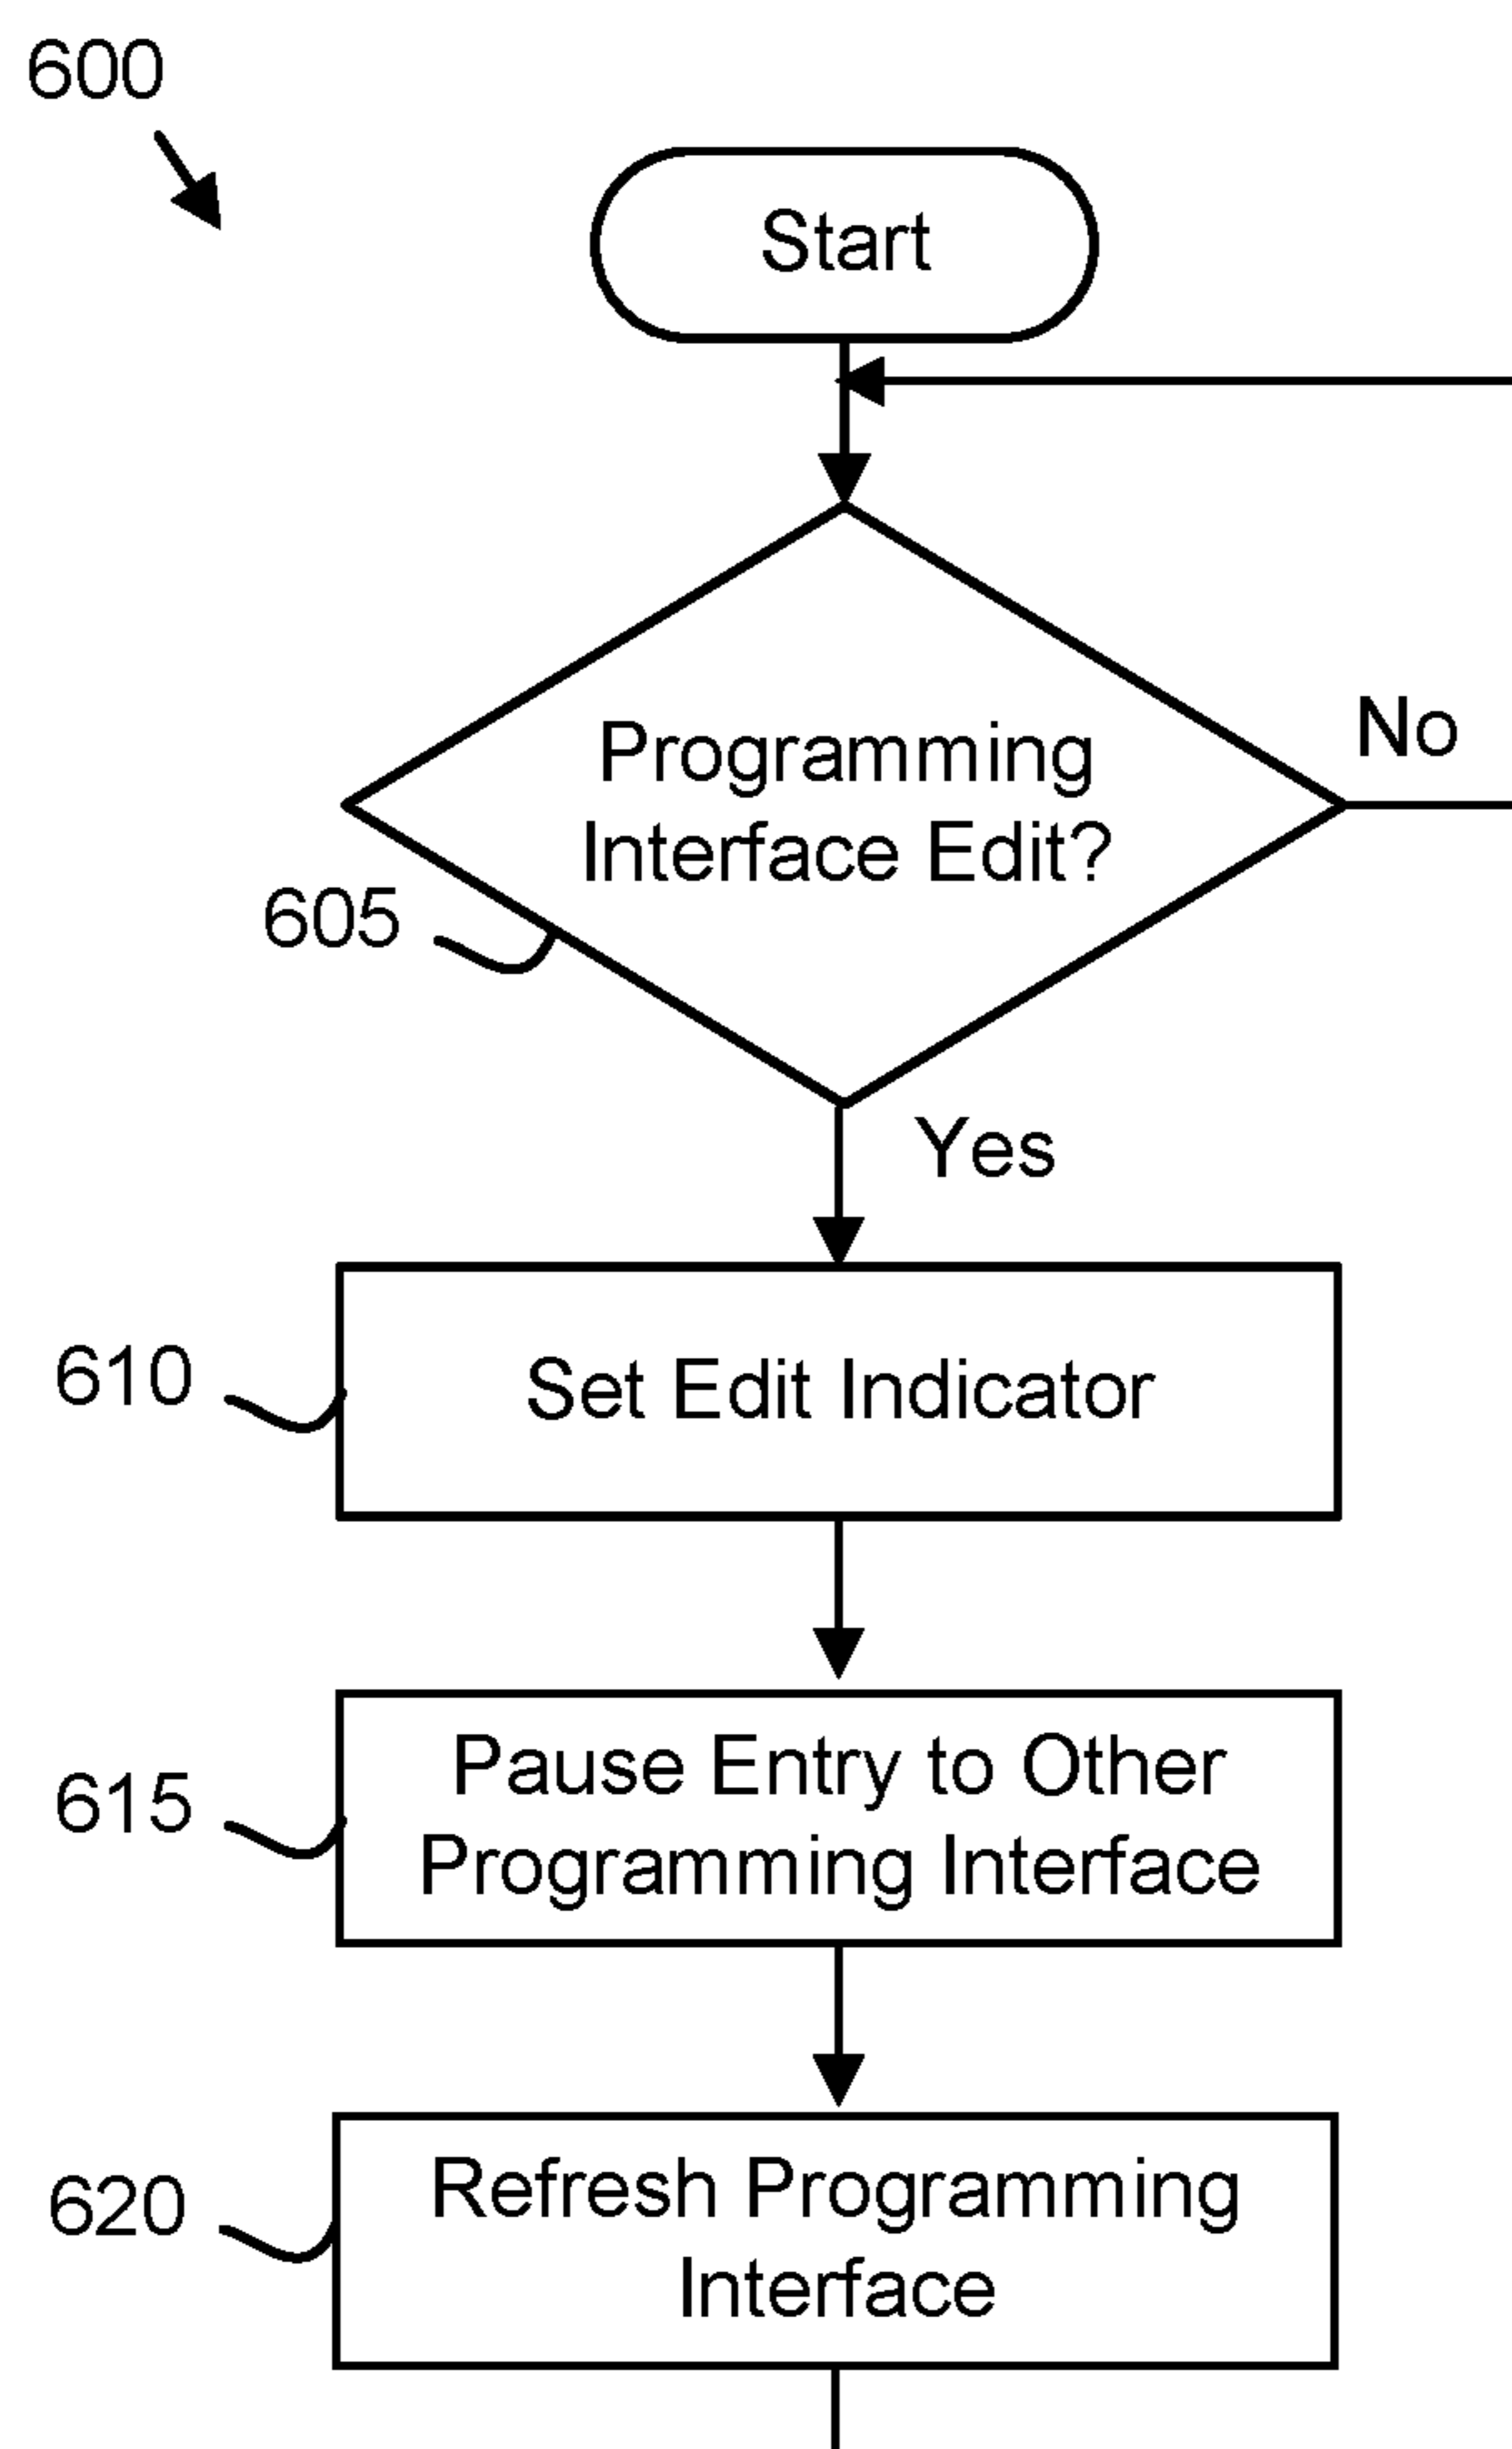 600
Start
Programming
Interface Edit?
No
605
Yes
610
Set Edit Indicator
615
Pause Entry to Other
Programming Interface
620
Refresh Programming
Interface